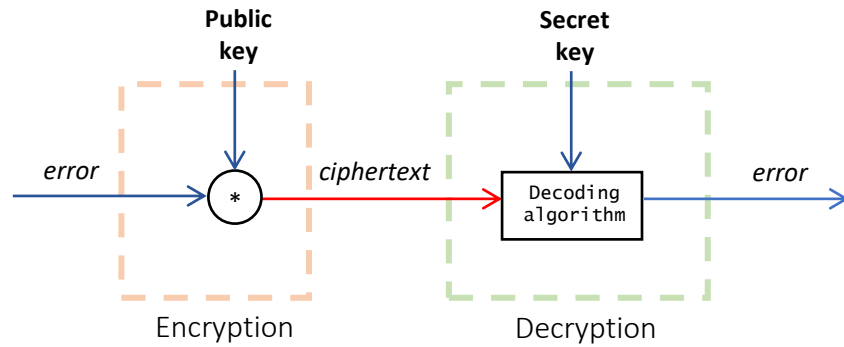 Public
key
Secret
key
error
*
ciphertext
Decoding
algorithm
error
Encryption
Decryption